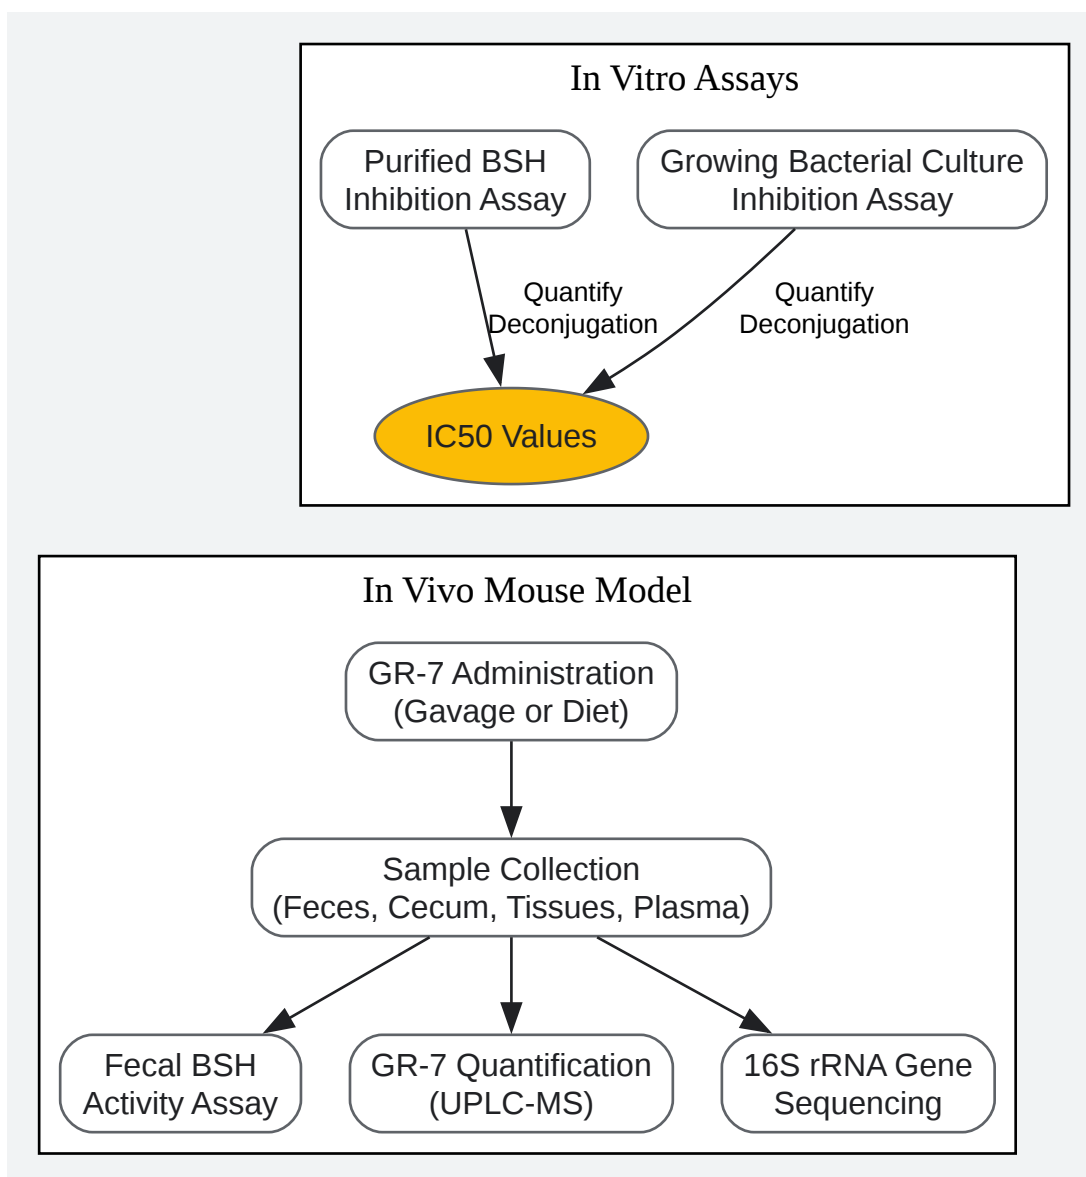 In Vitro Assays
Purified BSH
Inhibition Assay
Growing Bacterial Culture
Inhibition Assay
Quantify
Deconjugation
Quantify
Deconjugation
IC50 Values
In Vivo Mouse Model
GR-7 Administration
(Gavage or Diet)
Sample Collection
(Feces, Cecum, Tissues, Plasma)
Fecal BSH
Activity Assay
GR-7 Quantification
(UPLC-MS)
16S rRNA Gene
Sequencing